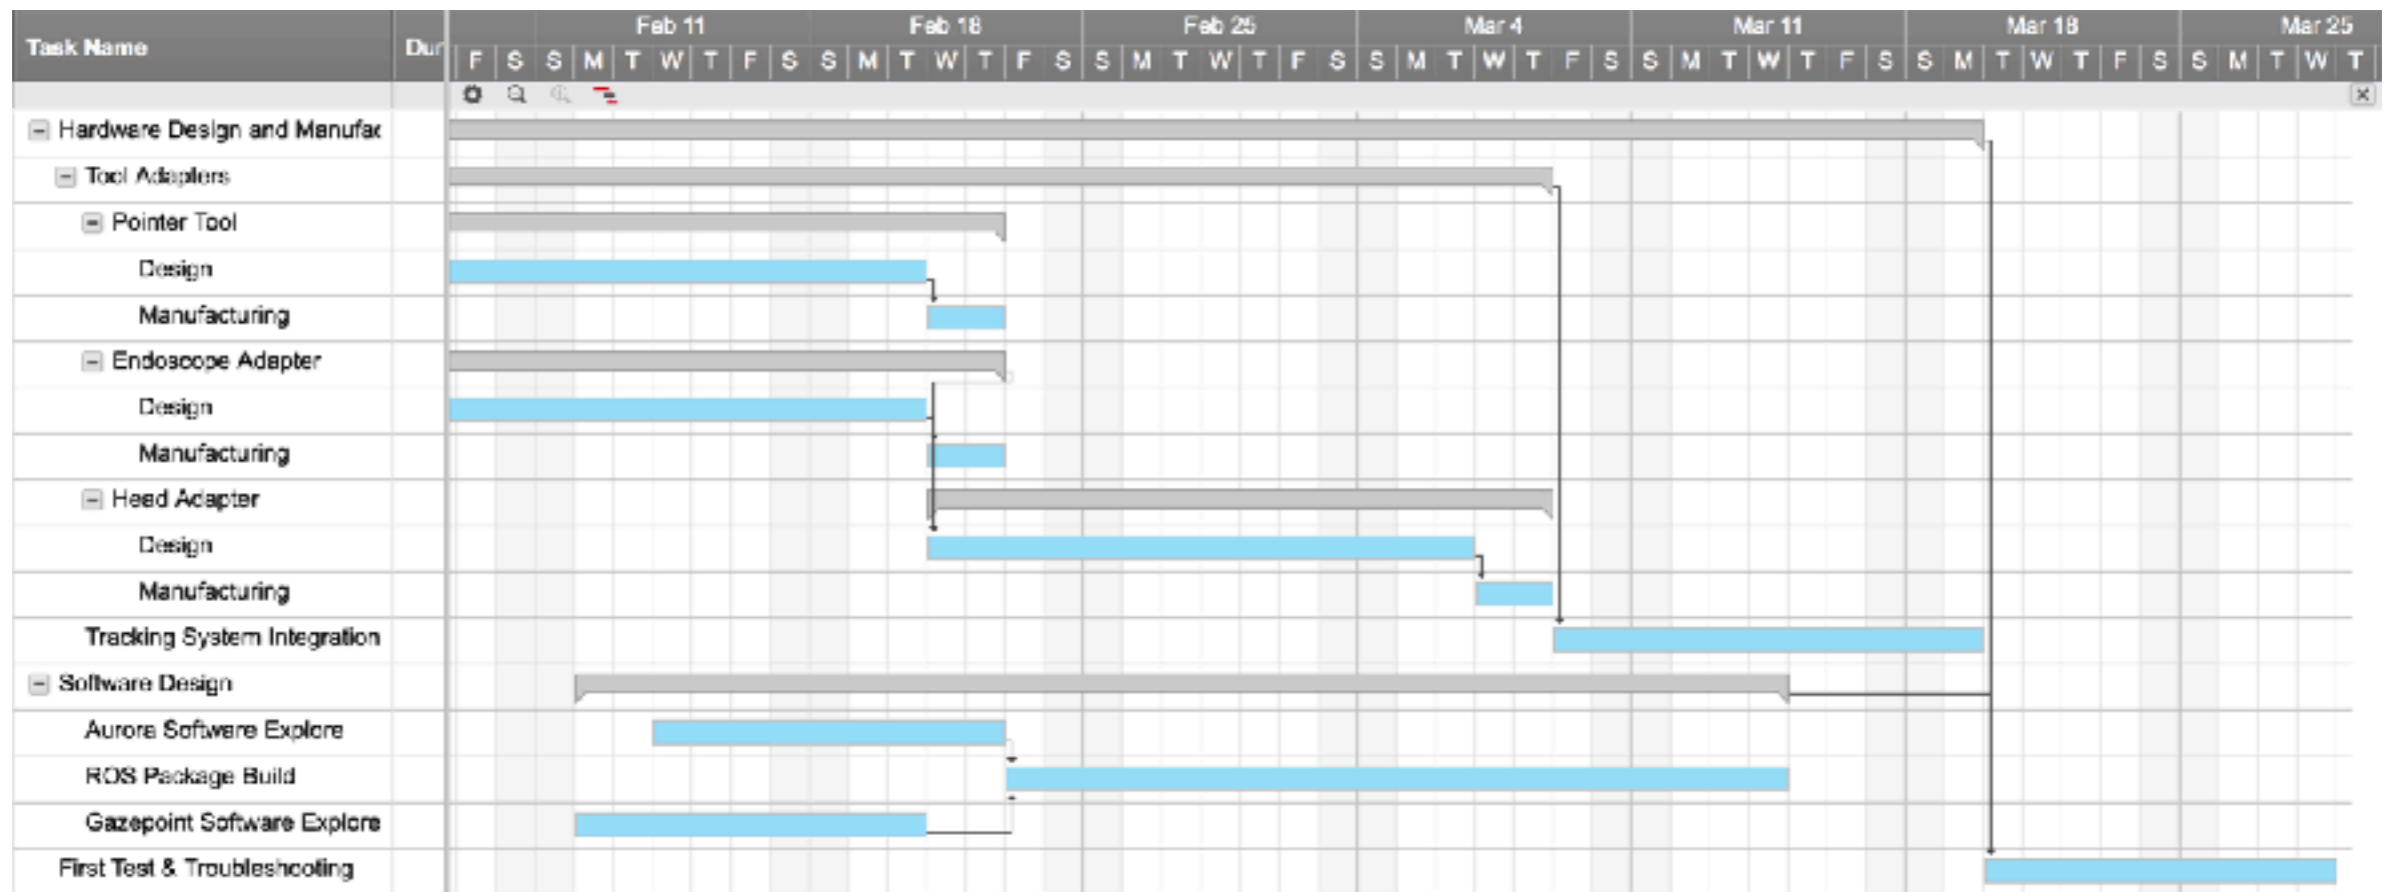 Feb 11 Feb 18 Feb 25 Mar 4 Mar 11 Mar 18 Mar 25
Task Name Dur F S S M T W T F S S M T W T F S S M T W T F S S M T W T F S S M T W T F S S M T W T F S S M T W T
Hardware Design and Manufac
Tool Adapters
Pointer Tool
Design
Manufacturing
Endoscope Adapter
Design
Manufacturing
Head Adapter
Design
Manufacturing
Tracking System Integration
Software Design
Aurora Software Explore
ROS Package Build
Gazepoint Software Explore
First Test & Troubleshooting